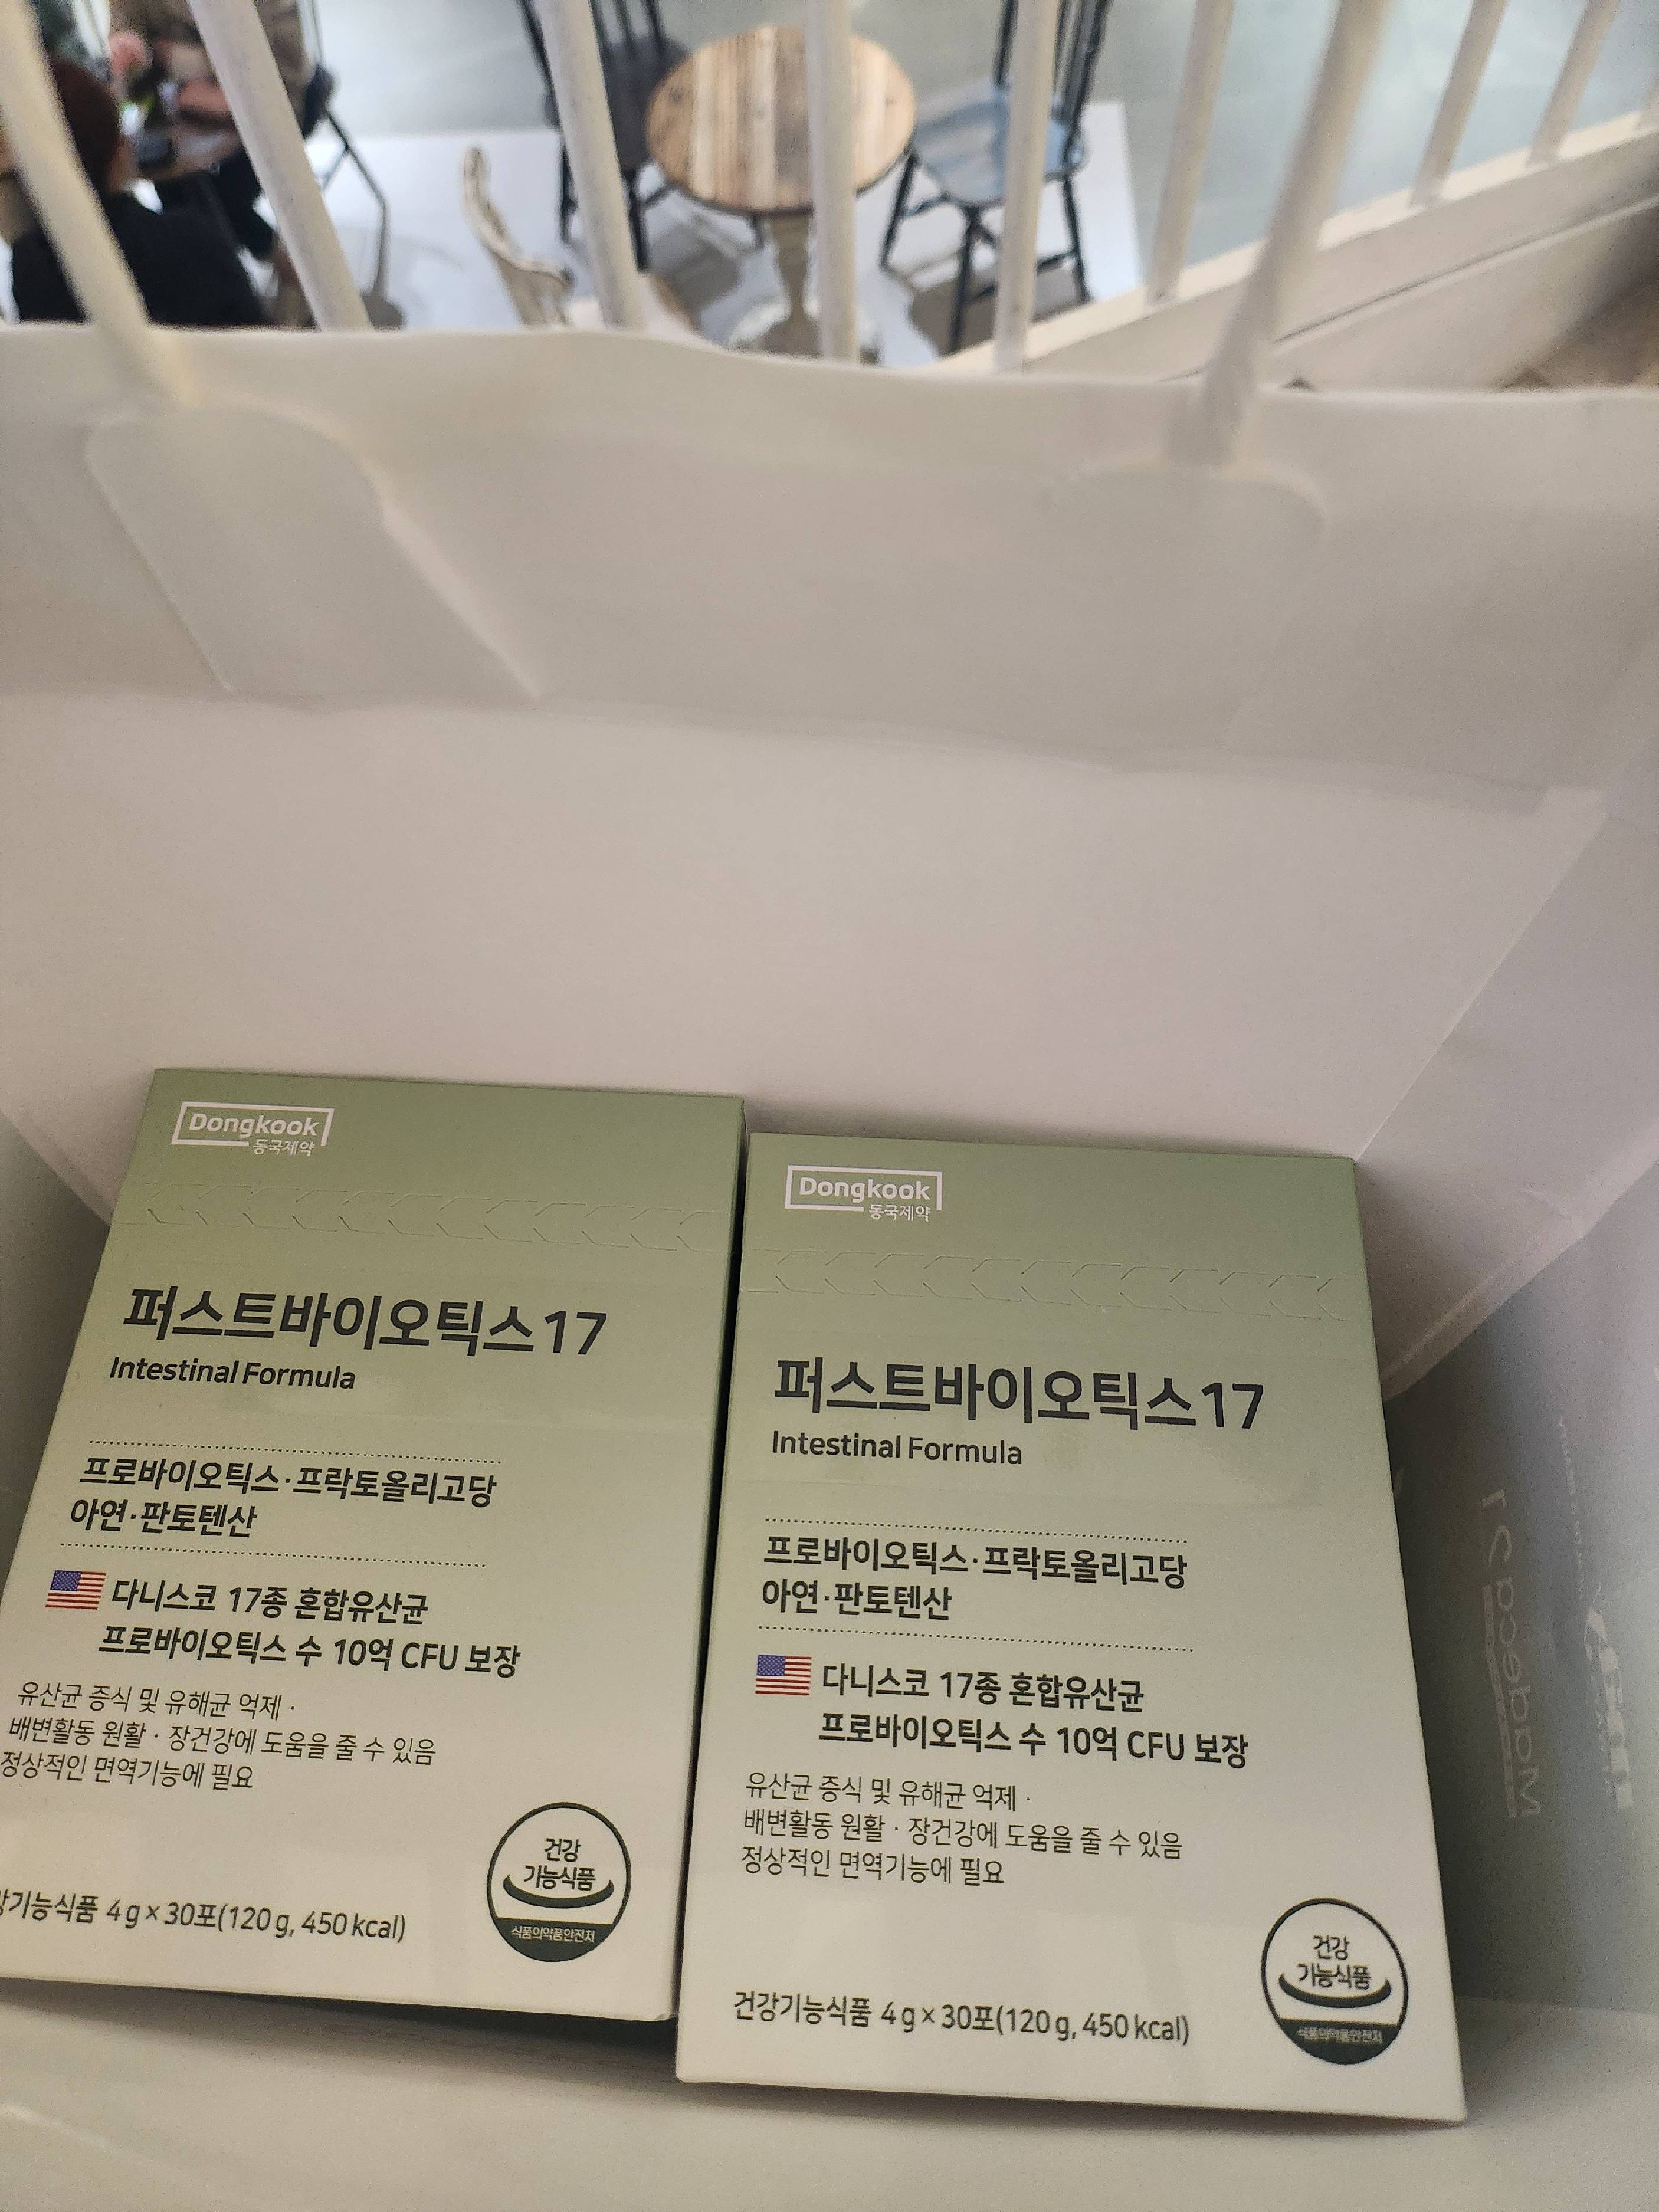 Dongkook
동국제약
퍼스트바이오틱스17
Intestinal Formula
프로바이오틱스·프락토올리고당
아연·판토텐산
다니스코 17종 혼합유산균
프로바이오틱스 수 10억 CFU 보장
유산균 증식 및 유해균 억제·
배변활동 원활·장건강에 도움을 줄 수 있음
정상적인 면역기능에 필요
건강
기능식품
식품의약품안전처
강기능식품 4g×30포(120g, 450kcal)
Dongkook
동국제약
퍼스트바이오틱스17
Intestinal Formula
프로바이오틱스·프락토올리고당
아연·판토텐산
다니스코 17종 혼합유산균
프로바이오틱스 수 10억 CFU 보장
유산균 증식 및 유해균 억제·
배변활동 원활·장건강에 도움을 줄 수 있음
정상적인 면역기능에 필요
건강
기능식품
식품의약품안전처
건강기능식품 4g×30포(120g, 450kcal)